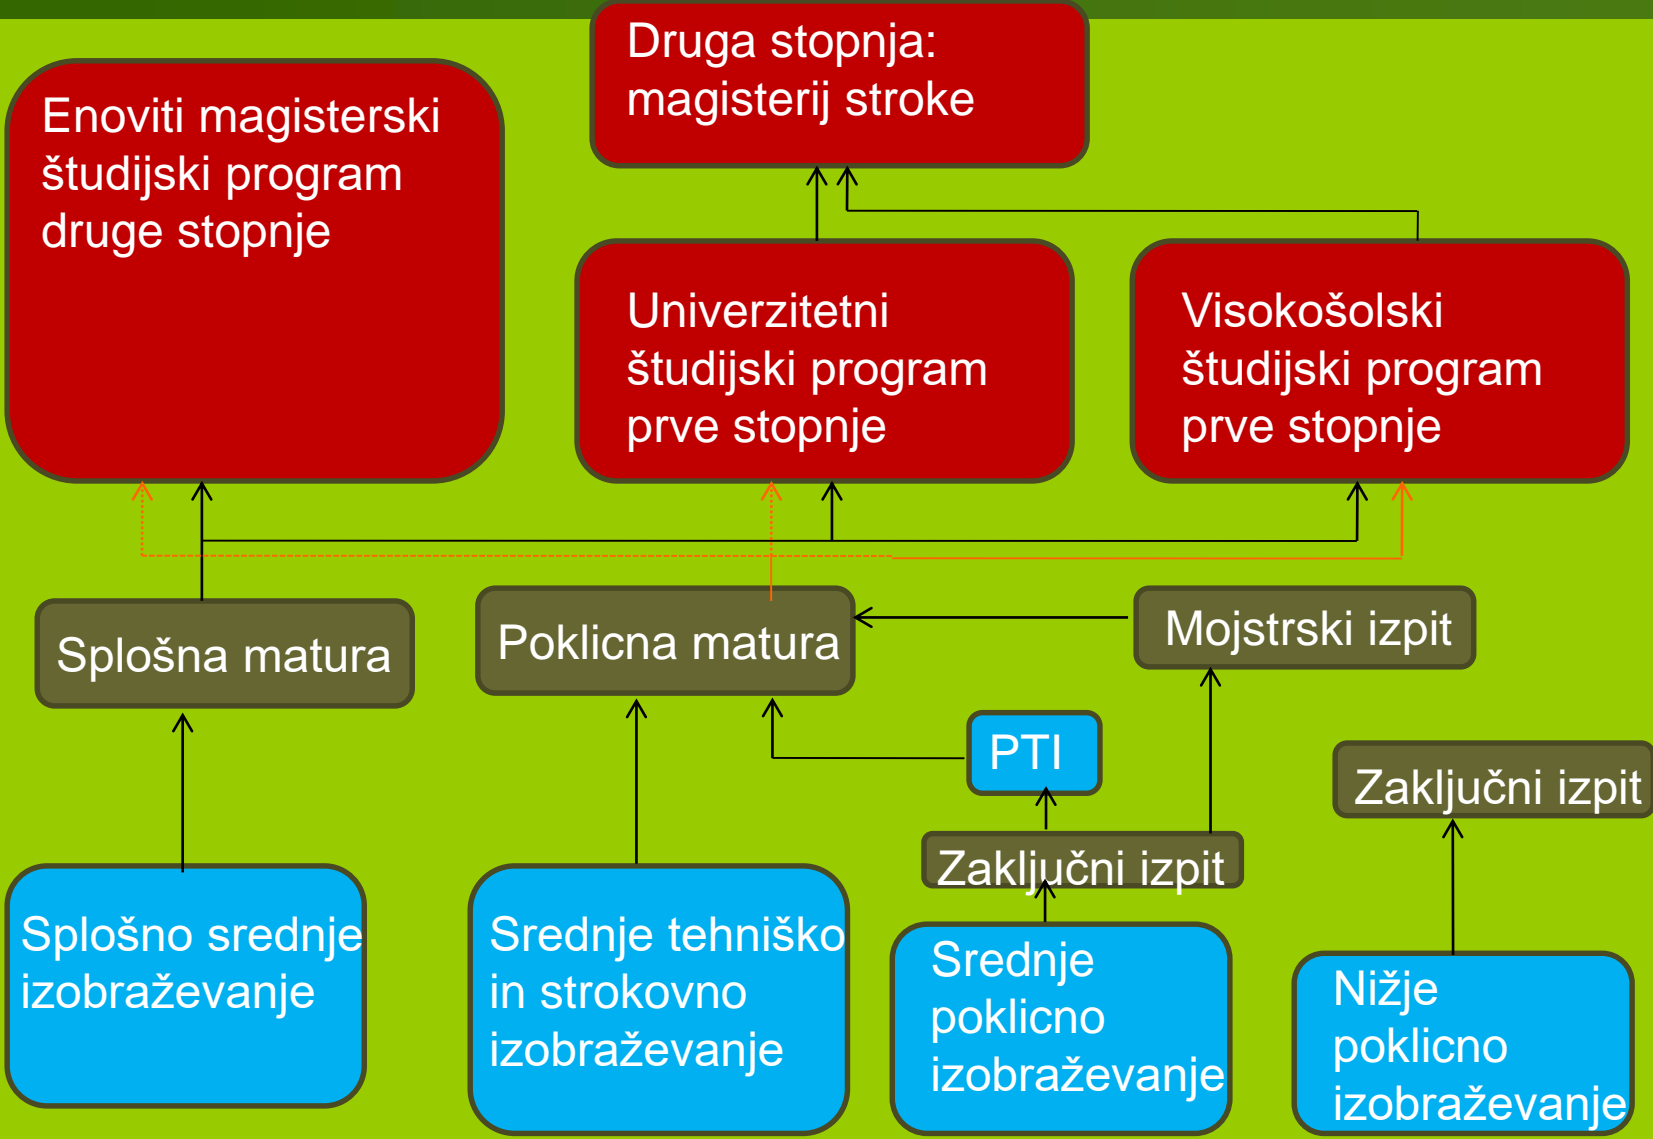 Druga stopnja:
magisterij stroke
Enoviti magisterski
študijski program
druge stopnje
Univerzitetni
študijski program
prve stopnje
Visokošolski
študijski program
prve stopnje
Splošna matura
Poklicna matura
Mojstrski izpit
PTI
Zaključni izpit
Zaključni izpit
Splošno srednje
izobraževanje
Srednje tehniško
in strokovno
izobraževanje
Srednje
poklicno
izobraževanje
Nižje
poklicno
izobraževanje